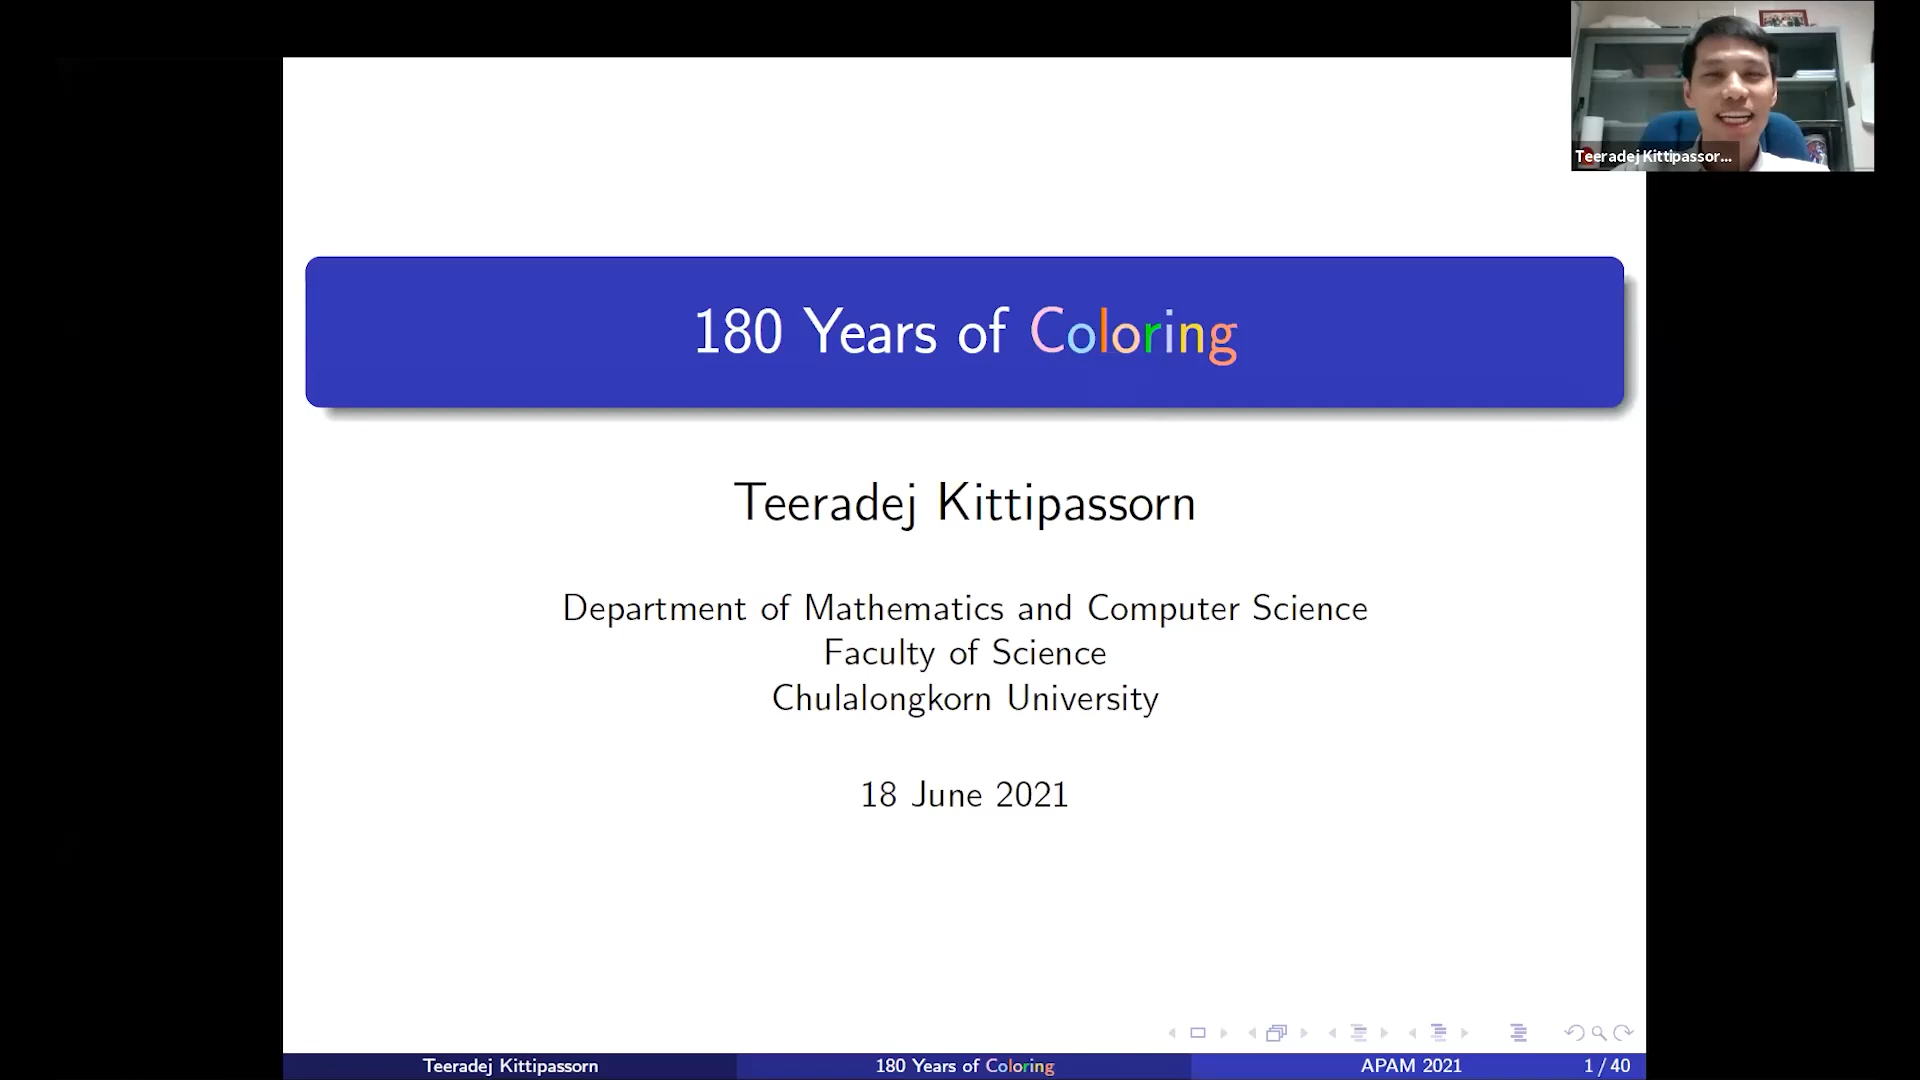 Teeradej Kittipassor...
180 Years of Coloring
Teeradej Kittipassorn
Department of Mathematics and Computer Science
Faculty of Science
Chulalongkorn University
18 June 2021
Teeradej Kittipassorn
180 Years of Coloring
APAM 2021
1 / 40